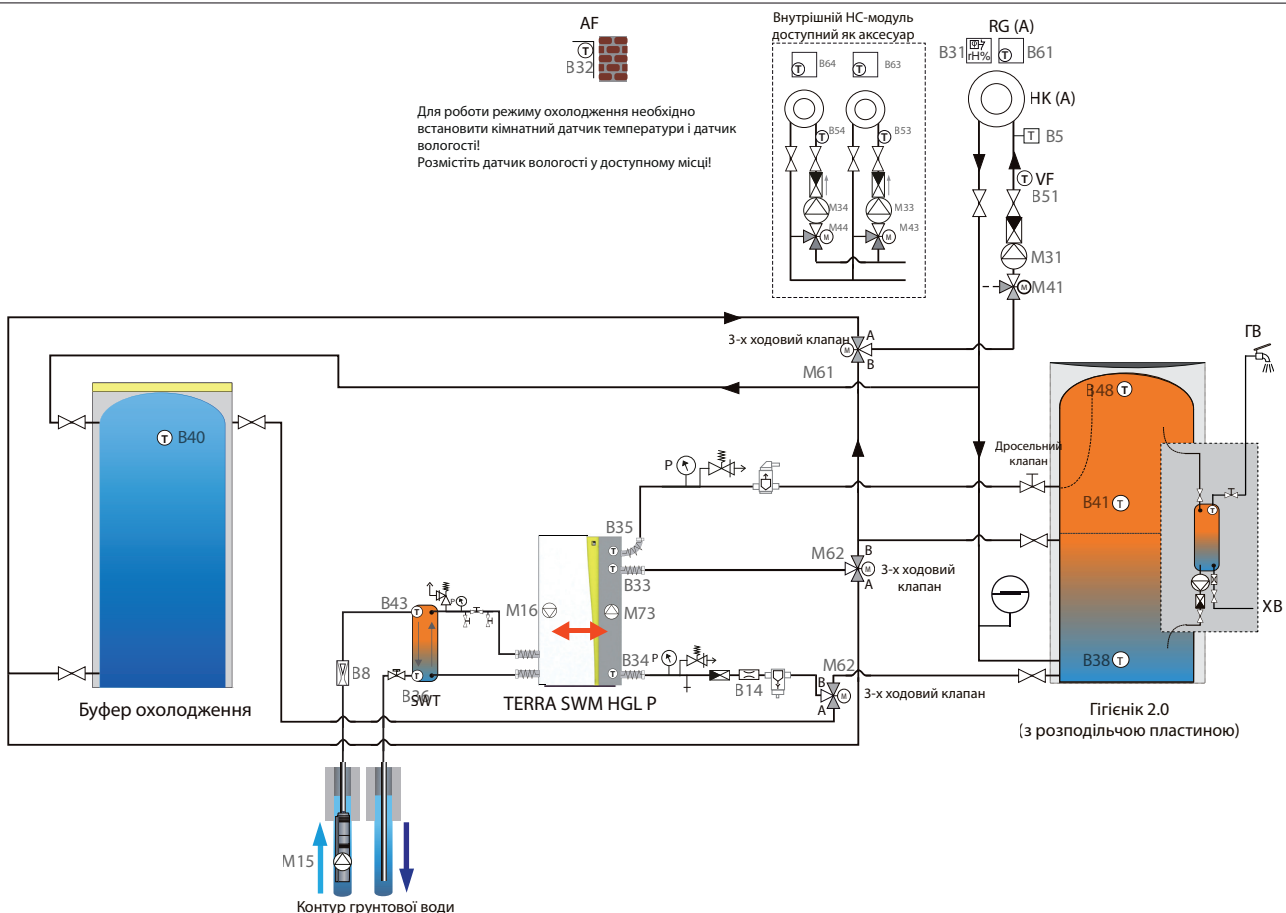 AF
T
B32
Для роботи режиму охолодження необхідно
встановити кімнатний датчик температури і датчик
вологості!
Розмістіть датчик вологості у доступному місці!
Внутрішній НС-модуль
доступний як аксесуар
T B64
T B63
T B54
T B53
M34
M33
M44 M
M43 M
RG (A)
B31 rH%
T B61
HK (A)
T B5
T VF
B51
M31
M M41
3-х ходовий клапан
M
A
B
M61
ГВ
B48 T
T B40
Дросельний
клапан
P
B41 T
T
B35
T
T
B33
M62
B
M
A
3-х ходовий
клапан
B43 T
P
M16
M73
ХВ
B8
B34
T
P
B38 T
T
B36
SWT
B14
M62
B
M
A
3-х ходовий клапан
Буфер охолодження
TERRA SWM HGL P
Гігієнік 2.0
(з розподільчою пластиною)
M15
Контур грунтової води